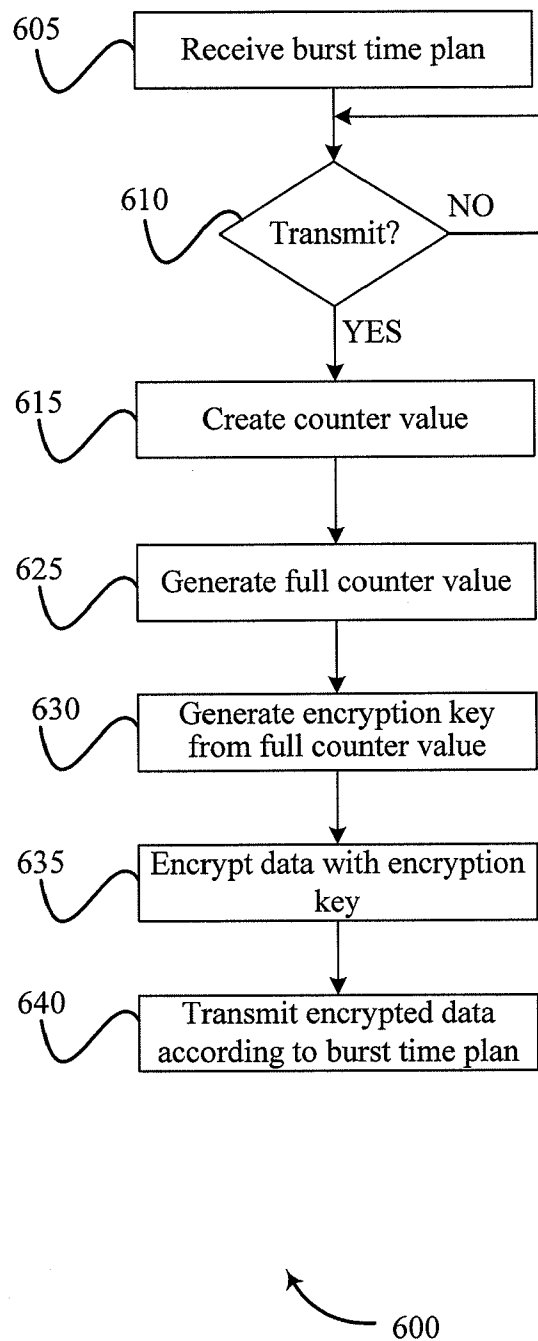 605
Receive burst time plan
610
Transmit?
NO
YES
615
Create counter value
625
Generate full counter value
630
Generate encryption key
from full counter value
635
Encrypt data with encryption
key
640
Transmit encrypted data
according to burst time plan
600